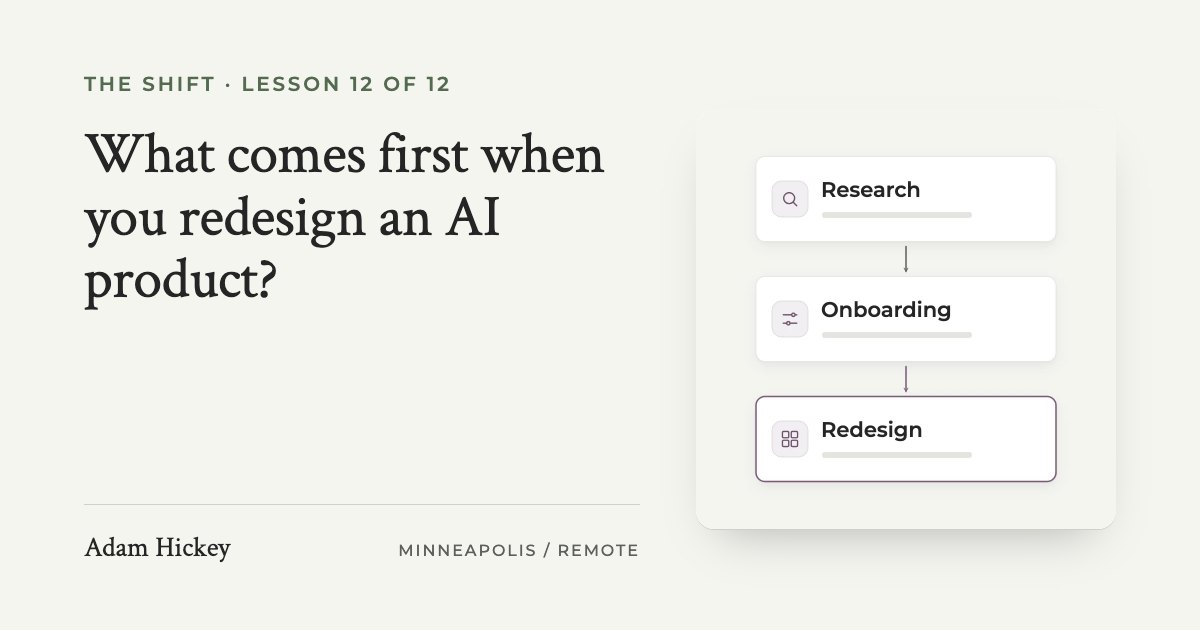 THE SHIFT · LESSON 12 OF 12
What comes first when
you redesign an AI
product?
Adam Hickey
MINNEAPOLIS / REMOTE
Research
Onboarding
Redesign